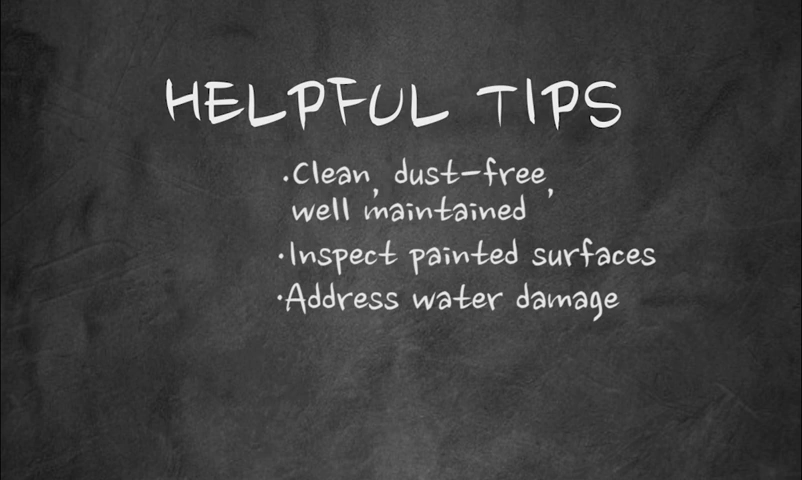 HELPFUL TIPS
·Clean, dust-free,
well maintained
·Inspect painted surfaces
·Address water damage